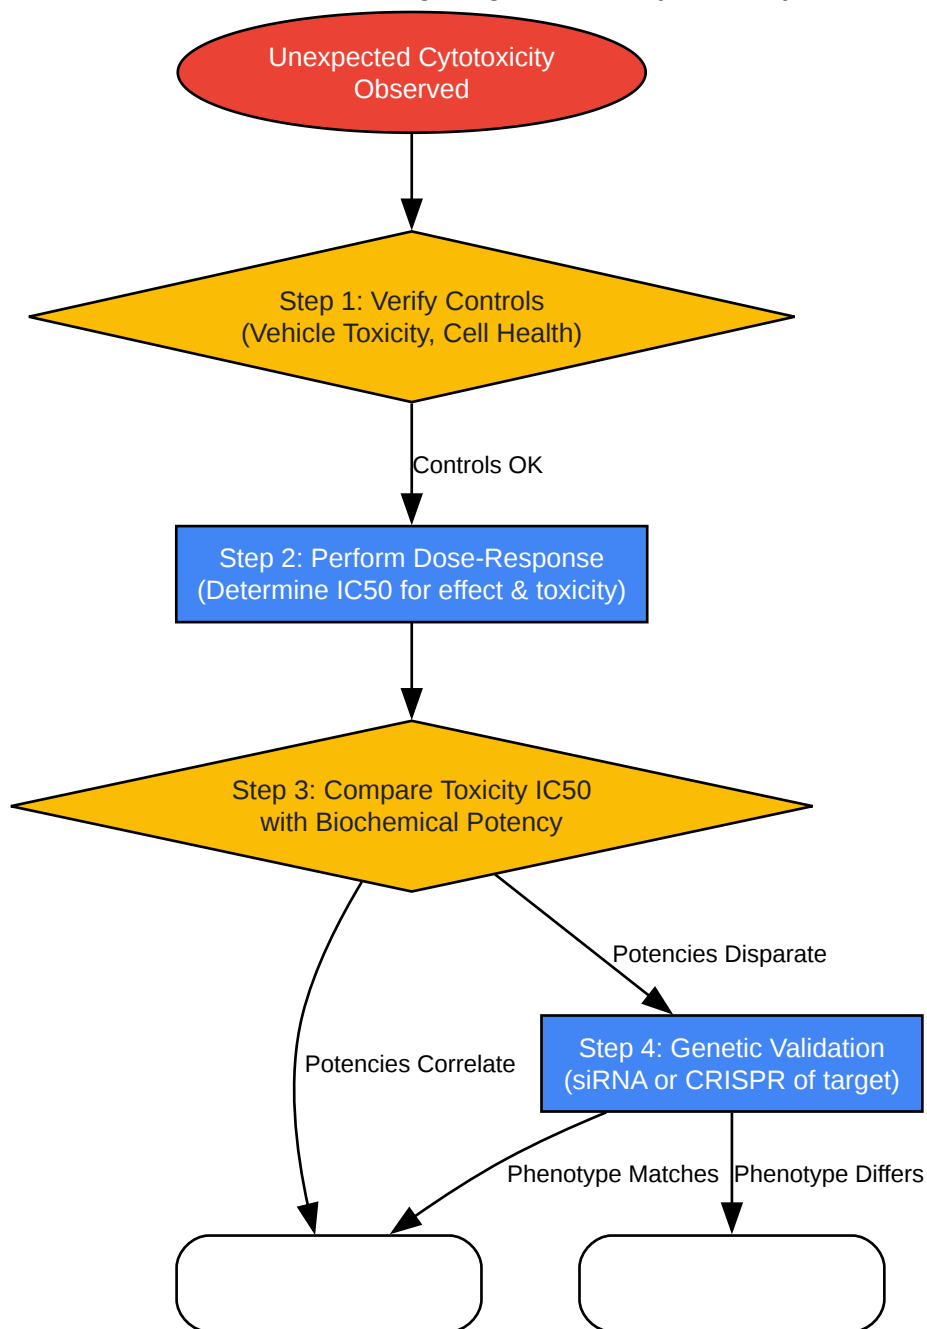 Unexpected Cytotoxicity
Observed
Step 1: Verify Controls
(Vehicle Toxicity, Cell Health)
Controls OK
Step 2: Perform Dose-Response
(Determine IC50 for effect & toxicity)
Step 3: Compare Toxicity IC50
with Biochemical Potency
Potencies Disparate
Step 4: Genetic Validation
(siRNA or CRISPR of target)
Potencies Correlate
Phenotype Matches
Phenotype Differs